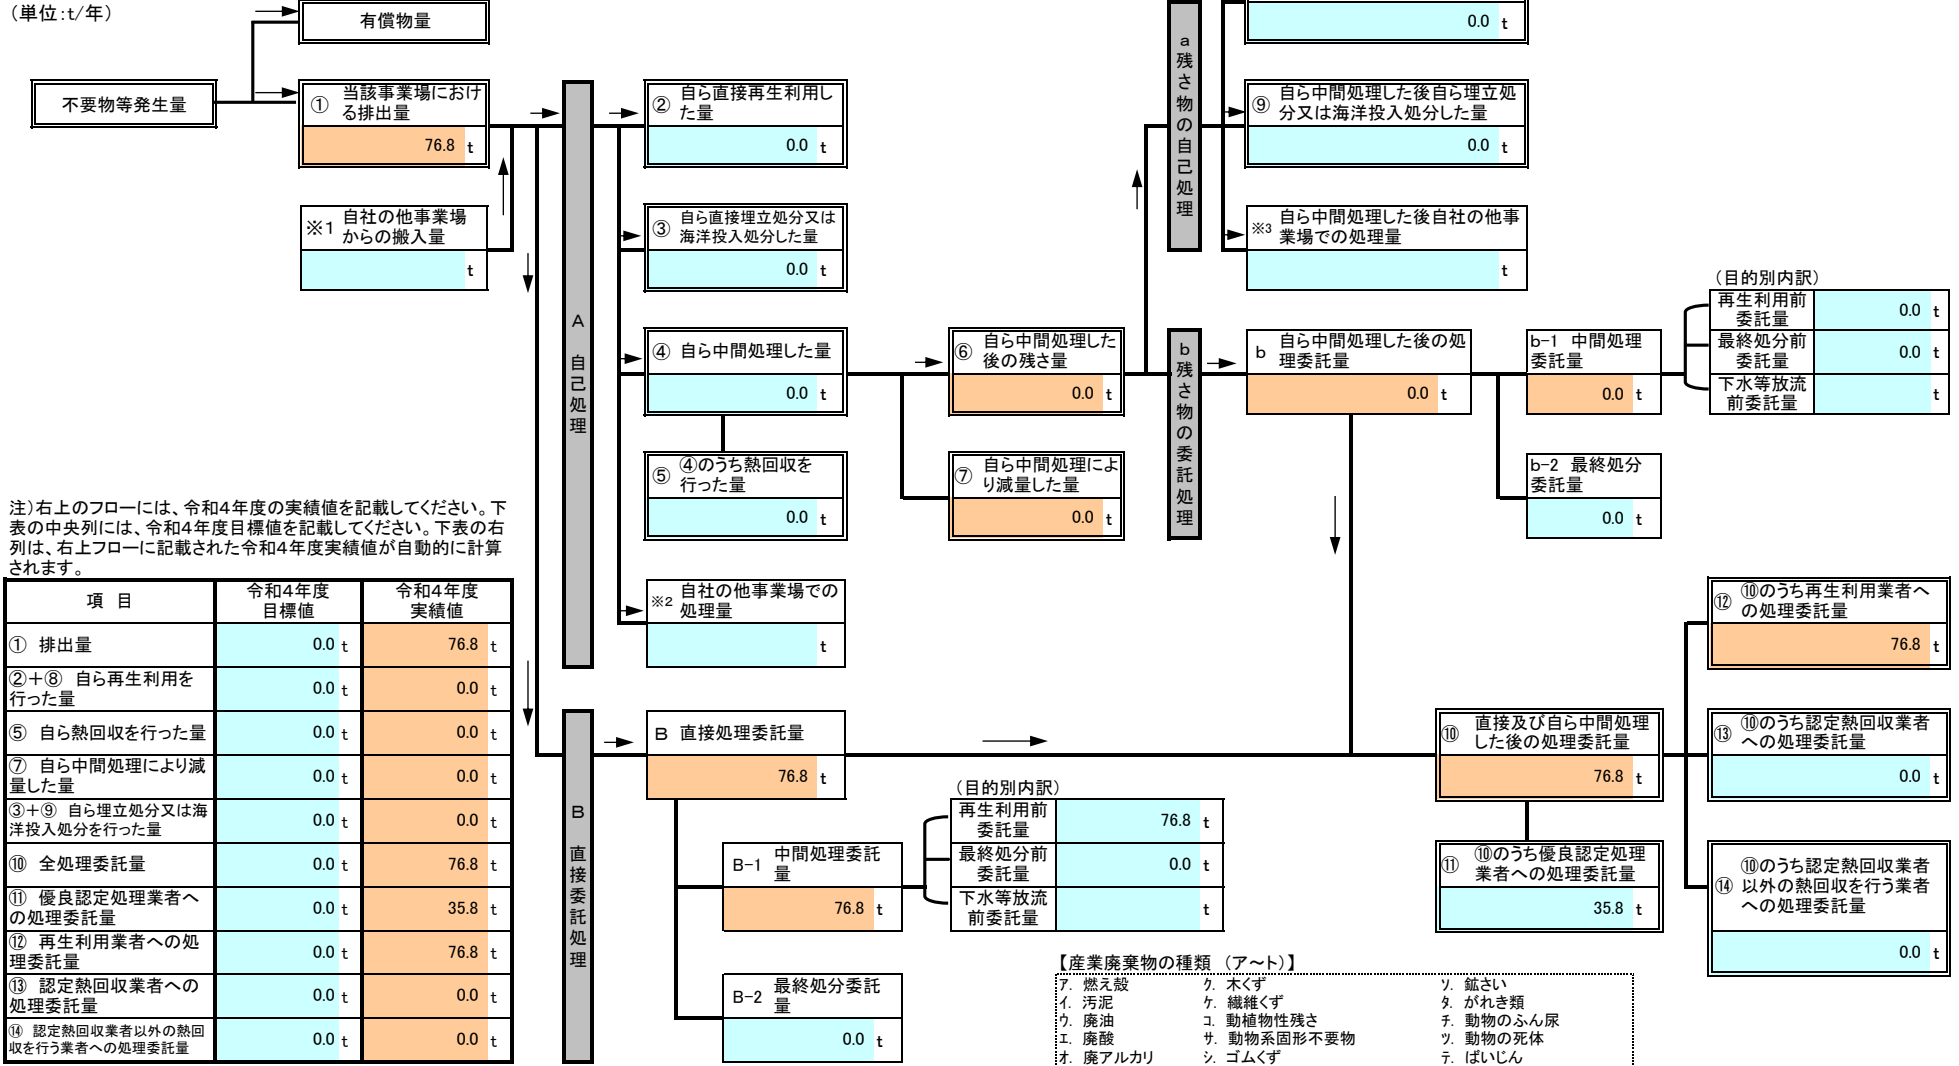 (単位:t/年)
有償物量
不要物等発生量
① 当該事業場におけ
る排出量
76.8 t
※1 自社の他事業場
からの搬入量
t
A 自己処理
② 自ら直接再生利用し
た量
0.0 t
③ 自ら直接埋立処分又は
海洋投入処分した量
0.0 t
④ 自ら中間処理した量
0.0 t
⑤ ④のうち熱回収を
行った量
0.0 t
※2 自社の他事業場での
処理量
t
⑥ 自ら中間処理した
後の残さ量
0.0 t
⑦ 自ら中間処理によ
り減量した量
0.0 t
a 残さ物の自己処理
0.0 t
⑨ 自ら中間処理した後自ら埋立処
分又は海洋投入処分した量
0.0 t
※3 自ら中間処理した後自社の他事
業場での処理量
t
b 残さ物の委託処理
b 自ら中間処理した後の処
理委託量
0.0 t
b-1 中間処理
委託量
0.0 t
b-2 最終処分
委託量
0.0 t
(目的別内訳)
再生利用前
委託量 0.0 t
最終処分前
委託量 0.0 t
下水等放流
前委託量 t
注)右上のフローには、令和4年度の実績値を記載してください。下
表の中央列には、令和4年度目標値を記載してください。下表の右
列は、右上フローに記載された令和4年度実績値が自動的に計算
されます。
項 目 令和4年度
目標値 令和4年度
実績値
① 排出量 0.0 t 76.8 t
②+⑧ 自ら再生利用を
行った量 0.0 t 0.0 t
⑤ 自ら熱回収を行った量 0.0 t 0.0 t
⑦ 自ら中間処理により減
量した量 0.0 t 0.0 t
③+⑨ 自ら埋立処分又は海
洋投入処分を行った量 0.0 t 0.0 t
⑩ 全処理委託量 0.0 t 76.8 t
⑪ 優良認定処理業者へ
の処理委託量 0.0 t 35.8 t
⑫ 再生利用業者への処
理委託量 0.0 t 76.8 t
⑬ 認定熱回収業者への
処理委託量 0.0 t 0.0 t
⑭ 認定熱回収業者以外の熱回
収を行う業者への処理委託量 0.0 t 0.0 t
B 直接委託処理
B 直接処理委託量
76.8 t
B-1 中間処理委託
量
76.8 t
B-2 最終処分委託
量
0.0 t
(目的別内訳)
再生利用前
委託量 76.8 t
最終処分前
委託量 0.0 t
下水等放流
前委託量 t
⑩ 直接及び自ら中間処理
した後の処理委託量
76.8 t
⑪ ⑩のうち優良認定処理
業者への処理委託量
35.8 t
⑫ ⑩のうち再生利用業者へ
の処理委託量
76.8 t
⑬ ⑩のうち認定熱回収業者
への処理委託量
0.0 t
⑭ ⑩のうち認定熱回収業者
以外の熱回収を行う業者
への処理委託量
0.0 t
【産業廃棄物の種類 (ア~ト)】
ア. 燃え殻 ク. 木くず ソ. 鉱さい
イ. 汚泥 ケ. 繊維くず タ. がれき類
ウ. 廃油 コ. 動植物性残さ チ. 動物のふん尿
エ. 廃酸 サ. 動物系固形不要物 ツ. 動物の死体
オ. 廃アルカリ シ. ゴムくず テ. ばいじん